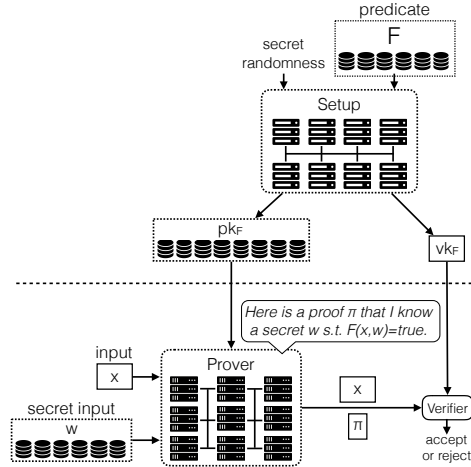 predicate
F
secret
randomness
Setup
pkF
vkF
Here is a proof π that I know
a secret w s.t. F(x,w)=true.
input
x
Prover
secret input
w
x
π
Verifier
accept
or reject